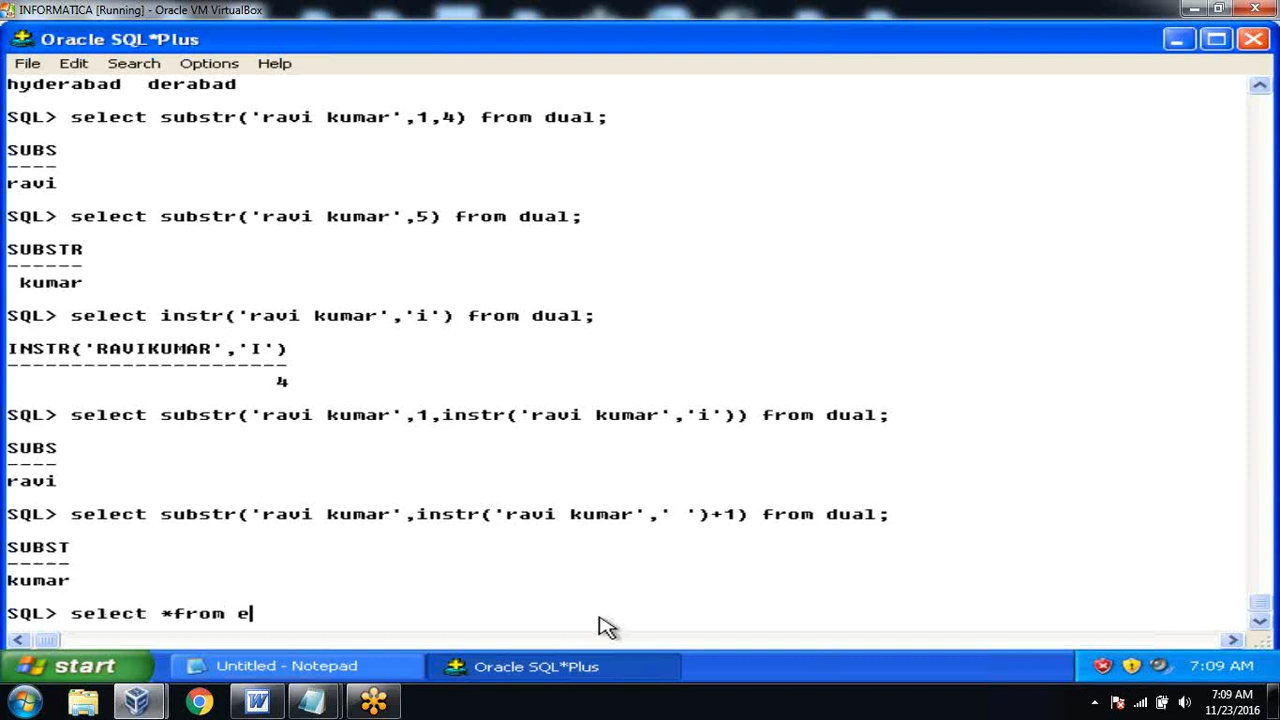 INFORMATICA [Running] - Oracle VM VirtualBox
Oracle SQL*Plus
File Edit Search Options Help
hyderabad derabad
SQL> select substr('ravi kumar',1,4) from dual;
SUBS
----
ravi
SQL> select substr('ravi kumar',5) from dual;
SUBSTR
------
kumar
SQL> select instr('ravi kumar','i') from dual;
INSTR('RAVIKUMAR','I')
----------------------
4
SQL> select substr('ravi kumar',1,instr('ravi kumar','i')) from dual;
SUBS
----
ravi
SQL> select substr('ravi kumar',instr('ravi kumar',' ')+1) from dual;
SUBST
-----
kumar
SQL> select *from e
start Untitled - Notepad Oracle SQL*Plus 7:09 AM
7:09 AM
11/23/2016